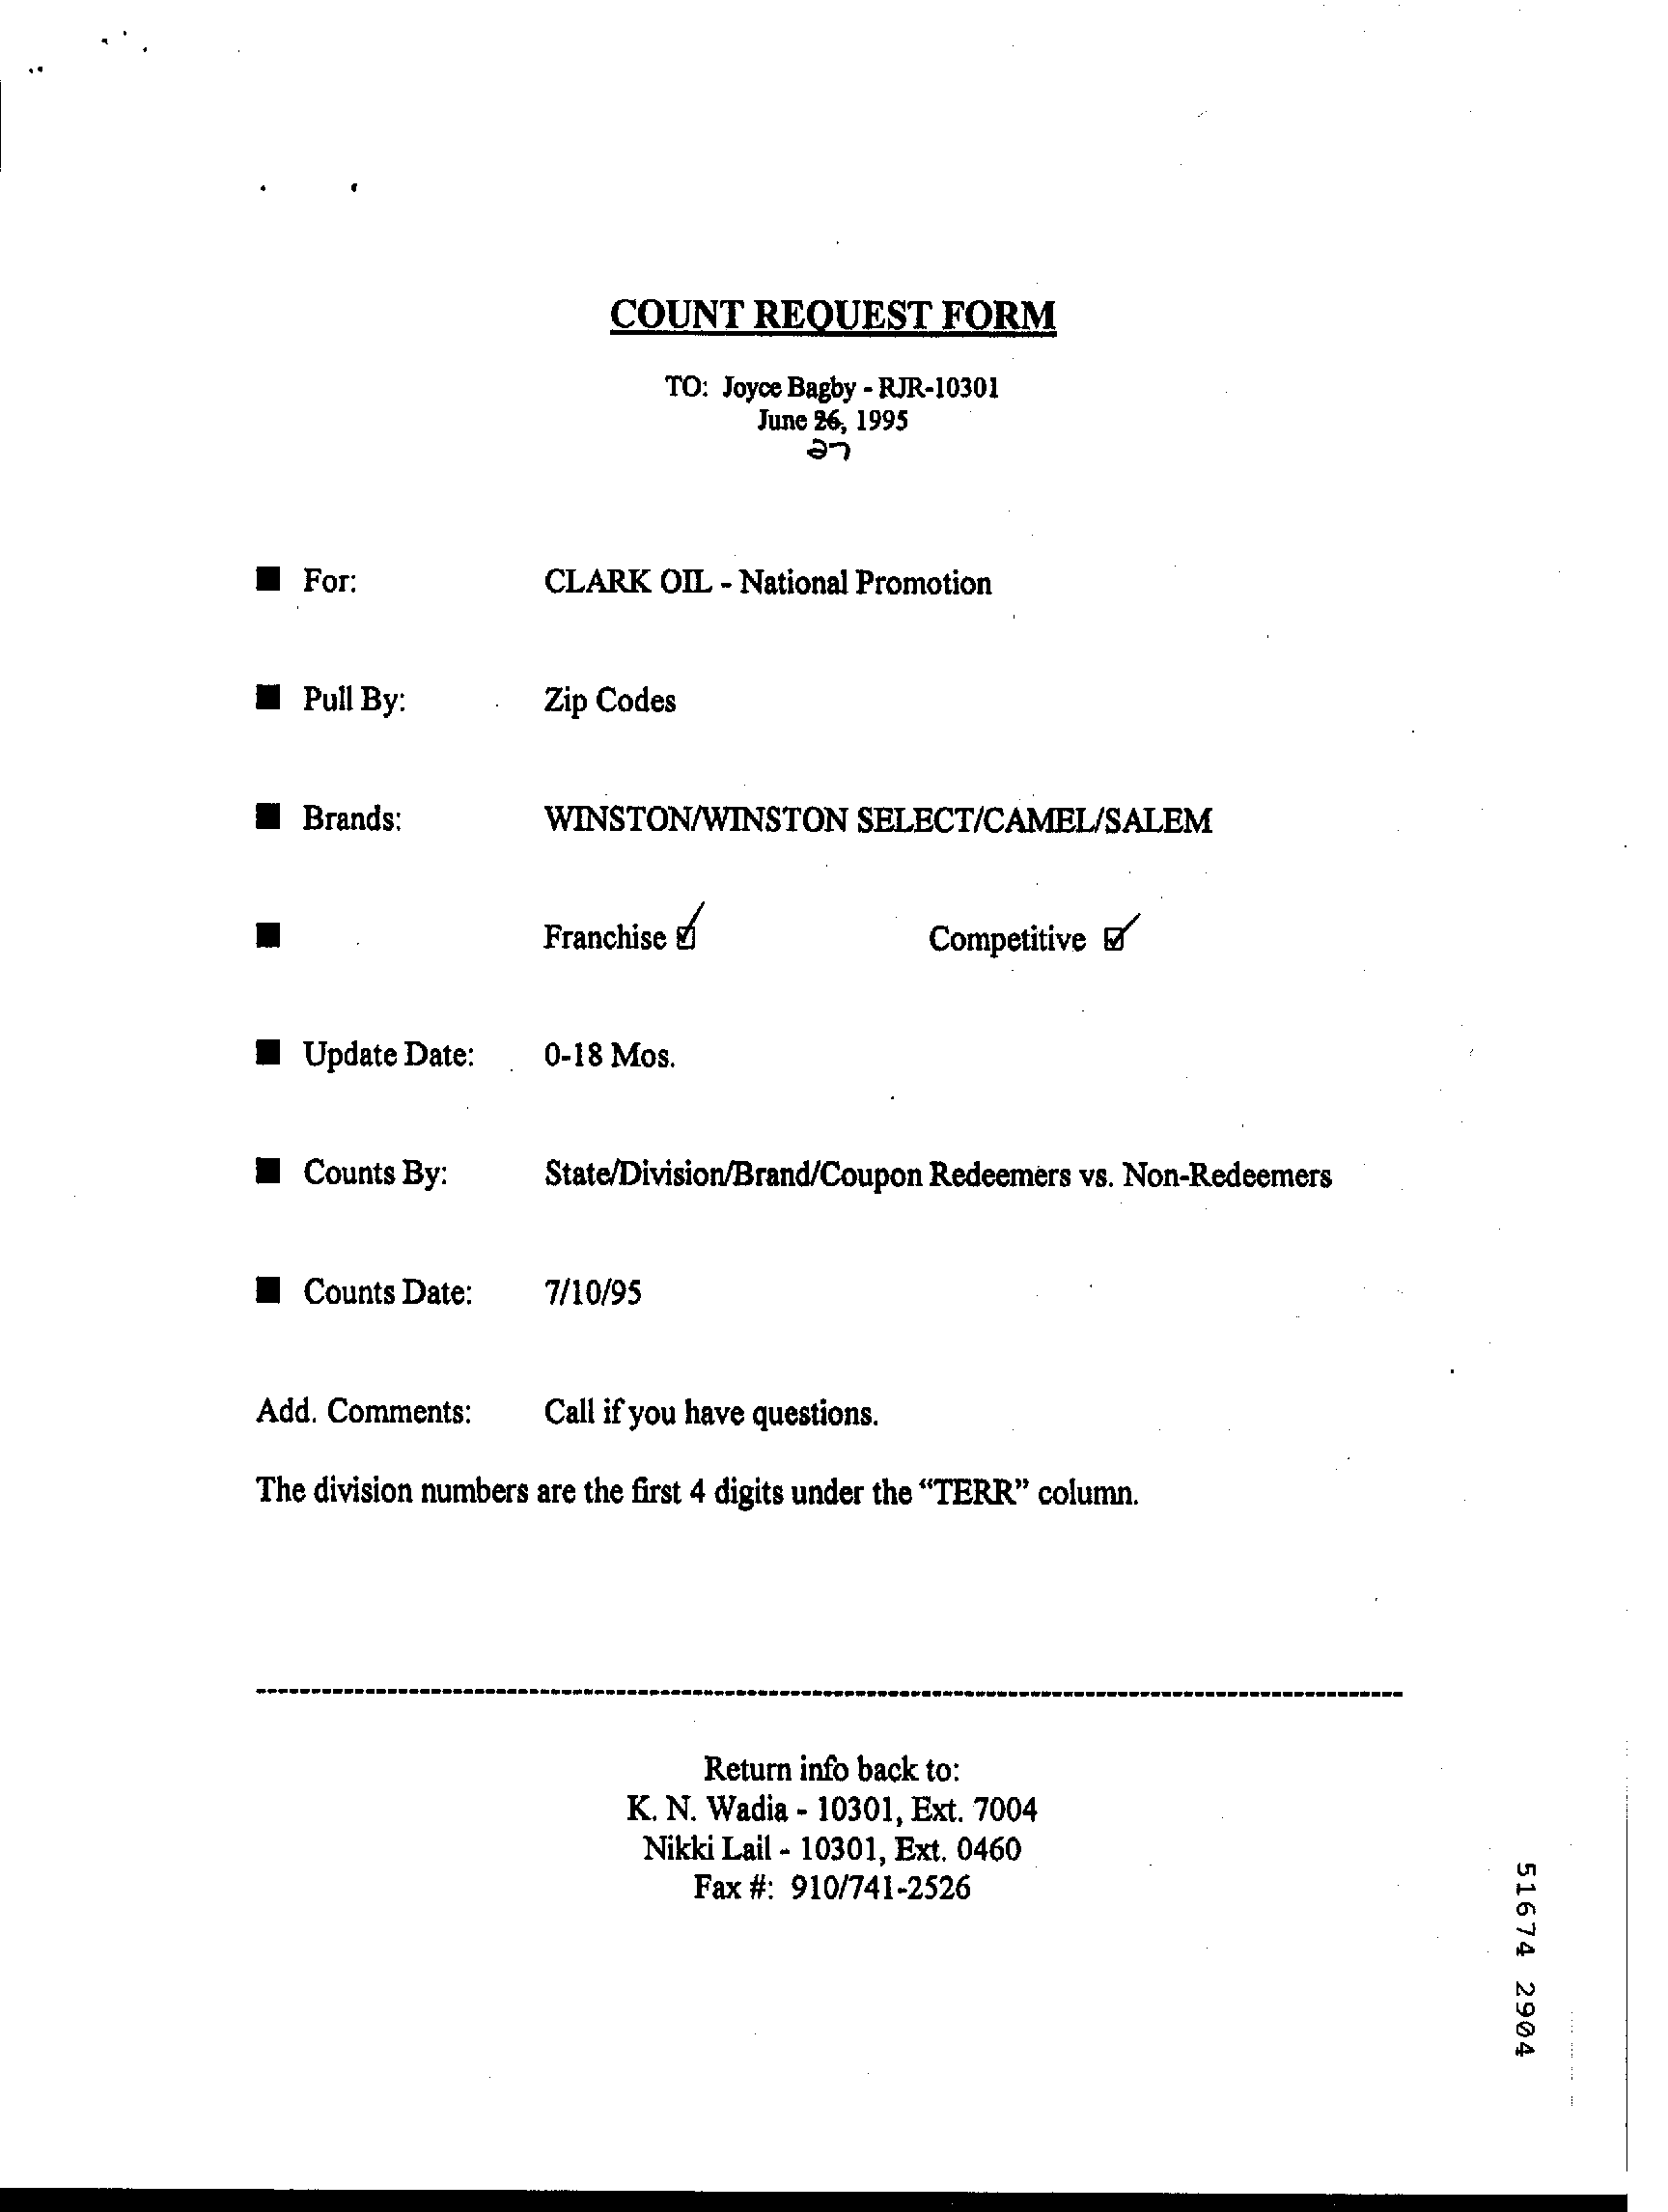 COUNT REQUEST FORM
TO: Joyce Bagby - RJR-10301
June 26, 1995
27
For: CLARK OIL - National Promotion
Pull By: Zip Codes
Brands: WINSTON/WINSTON SELECT/CAMEL/SALEM
Franchise ☑ Competitive ☑
Update Date: 0-18 Mos.
Counts By: State/Division/Brand/Coupon Redeemers vs. Non-Redeemers
Counts Date: 7/10/95
Add. Comments: Call if you have questions.
The division numbers are the first 4 digits under the “TERR” column.
Return info back to:
K. N. Wadia - 10301, Ext. 7004
Nikki Lail - 10301, Ext. 0460
Fax #: 910/741-2526
51674 2904